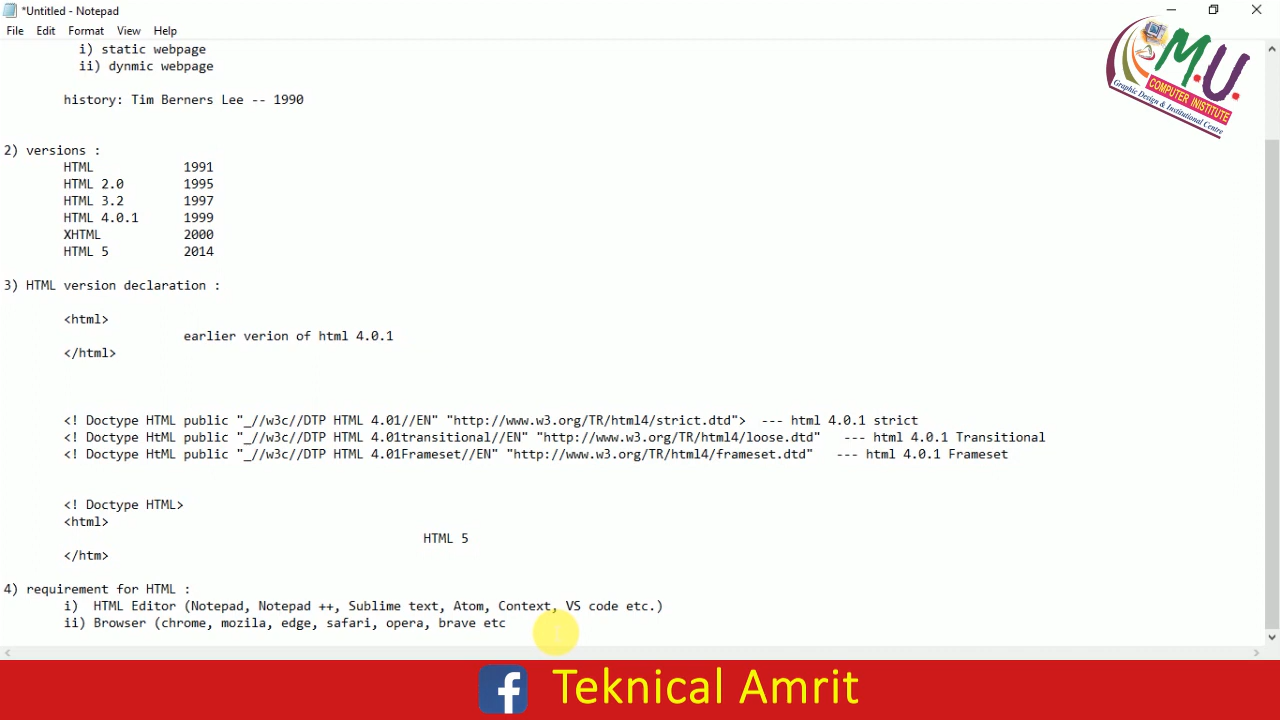 *Untitled - Notepad
File Edit Format View Help
i) static webpage
ii) dynmic webpage
history: Tim Berners Lee -- 1990
2) versions :
HTML 1991
HTML 2.0 1995
HTML 3.2 1997
HTML 4.0.1 1999
XHTML 2000
HTML 5 2014
3) HTML version declaration :
<html>
earlier verion of html 4.0.1
</html>
<! Doctype HTML public "_//w3c//DTP HTML 4.01//EN" "http://www.w3.org/TR/html4/strict.dtd"> --- html 4.0.1 strict
<! Doctype HtML public "_//w3c//DTP HTML 4.01transitional//EN" "http://www.w3.org/TR/html4/loose.dtd" --- html 4.0.1 Transitional
<! Doctype HtML public "_//w3c//DTP HTML 4.01Frameset//EN" "http://www.w3.org/TR/html4/frameset.dtd" --- html 4.0.1 Frameset
<! Doctype HTML>
<html>
HTML 5
</htm>
4) requirement for HTML :
i) HTML Editor (Notepad, Notepad ++, Sublime text, Atom, Context, VS code etc.)
ii) Browser (chrome, mozila, edge, safari, opera, brave etc
M.U.
COMPUTER INISTITUTE
Graphic Design & Institutional Centre
f Teknical Amrit